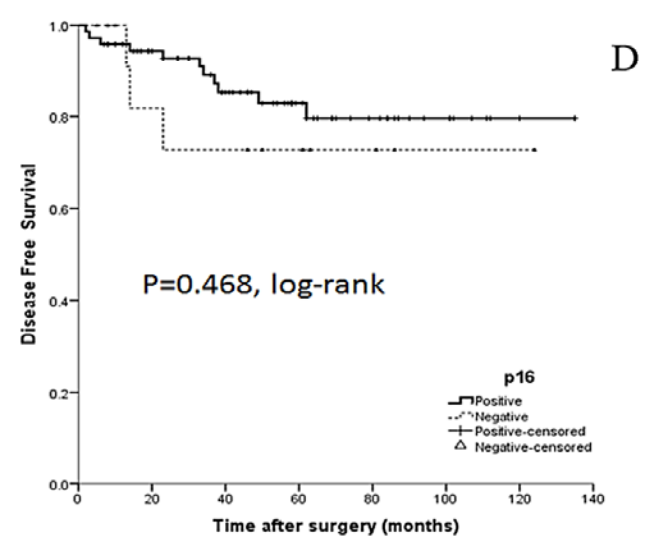 D
1.0
0.8
0.6
0.4
0.2
0.0
Disease Free Survival
P=0.468, log-rank
p16
Positive
Negative
Positive-censored
Negative-censored
0 20 40 60 80 100 120 140
Time after surgery (months)